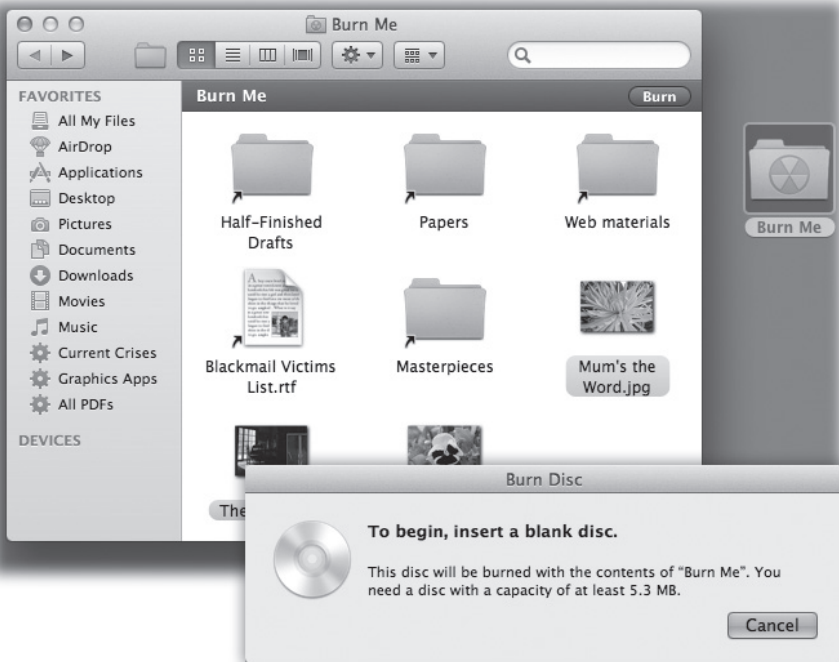 Burn Me
FAVORITES
All My Files
AirDrop
Applications
Desktop
Pictures
Documents
Downloads
Movies
Music
Current Crises
Graphics Apps
All PDFs
DEVICES
Burn Me
Burn
Half-Finished
Drafts
Papers
Web materials
Blackmail Victims
List.rtf
Masterpieces
Mum's the
Word.jpg
The
Burn Me
Burn Disc
To begin, insert a blank disc.
This disc will be burned with the contents of “Burn Me”. You
need a disc with a capacity of at least 5.3 MB.
Cancel